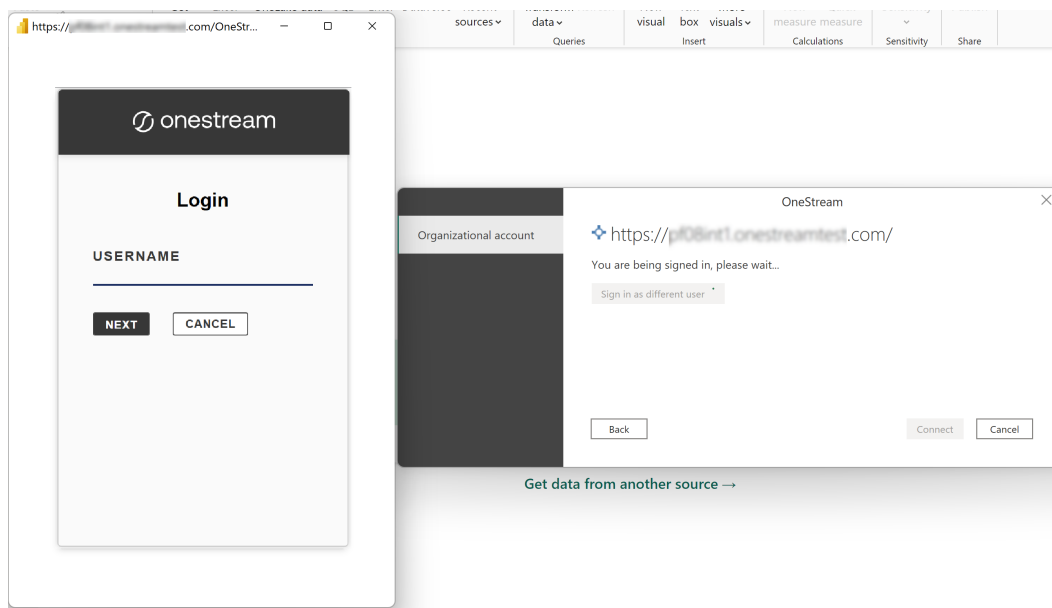 https://
.com/OneStr...
sources
data
visual box visuals
measure measure
Queries
Insert
Calculations
Sensitivity
Share
onestream
Login
USERNAME
NEXT
CANCEL
OneStream
Organizational account
https://
.com/
You are being signed in, please wait...
Sign in as different user
Back
Connect
Cancel
Get data from another source →